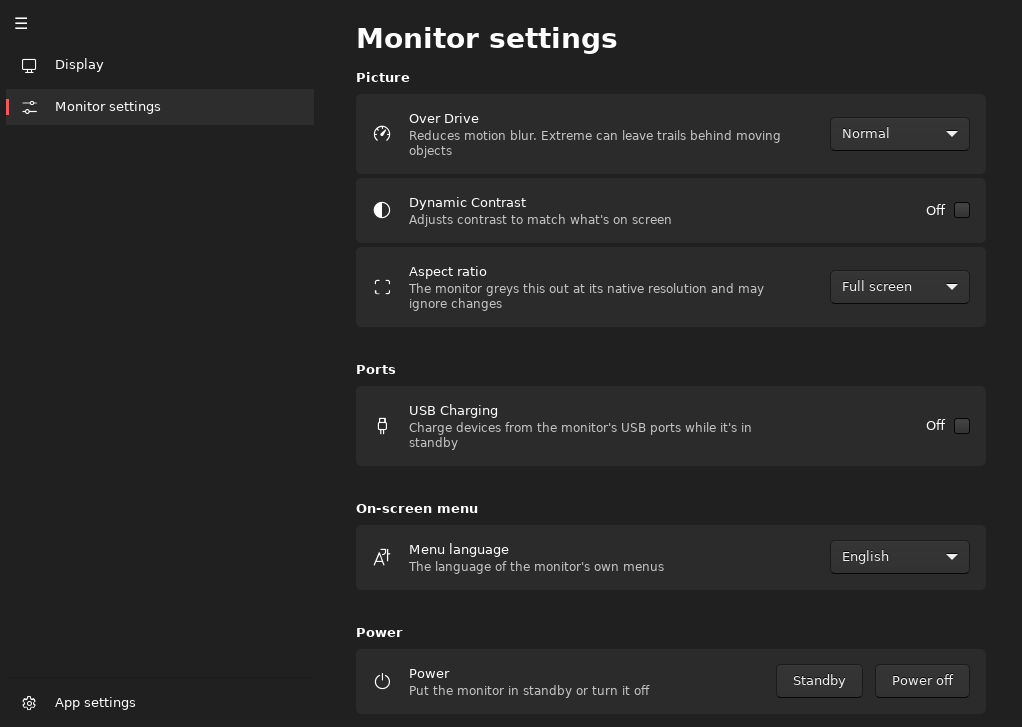 Display
Monitor settings
App settings
Monitor settings
Picture
Over Drive
Reduces motion blur. Extreme can leave trails behind moving
objects
Normal
Dynamic Contrast
Adjusts contrast to match what's on screen
Off
Aspect ratio
The monitor greys this out at its native resolution and may
ignore changes
Full screen
Ports
USB Charging
Charge devices from the monitor's USB ports while it's in
standby
Off
On-screen menu
Menu language
The language of the monitor's own menus
English
Power
Power
Put the monitor in standby or turn it off
Standby
Power off